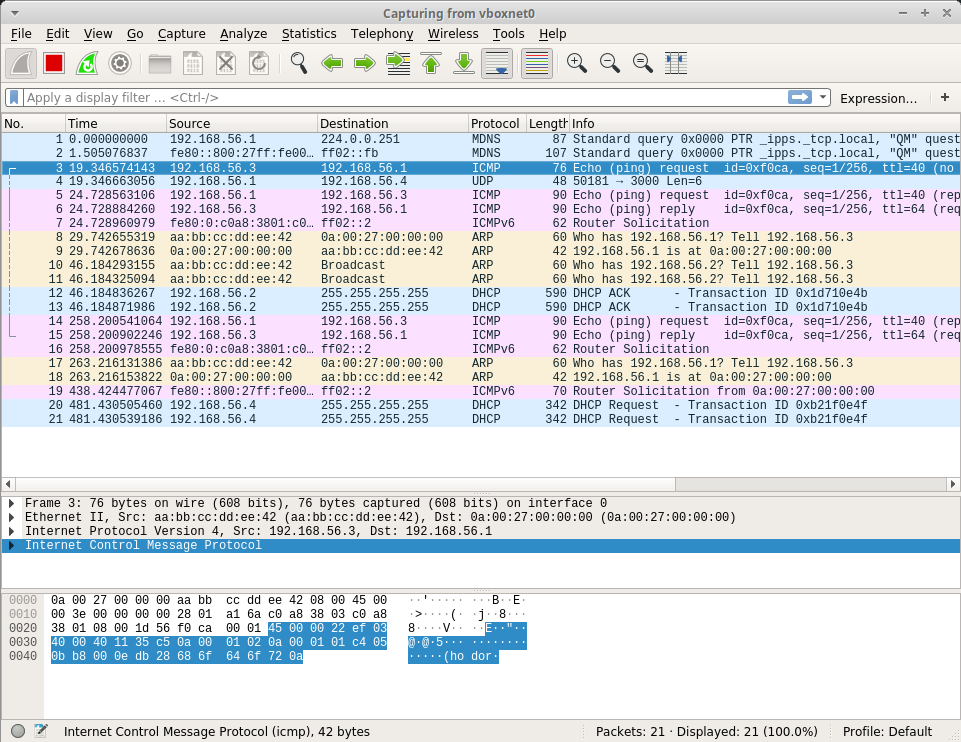 Capturing from vboxnet0
File Edit View Go Capture Analyze Statistics Telephony Wireless Tools Help
Apply a display filter ... <Ctrl-/> Expression... +
No. Time Source Destination Protocol Length Info
1 0.000000000 192.168.56.1 224.0.0.251 MDNS 87 Standard query 0x0000 PTR _ipps._tcp.local, "QM" quest
2 1.505076837 fe80::800:27ff:fe00… ff02::fb MDNS 107 Standard query 0x0000 PTR _ipps._tcp.local, "QM" quest
3 19.346574143 192.168.56.3 192.168.56.1 ICMP 76 Echo (ping) request id=0xf0ca, seq=1/256, ttl=40 (no
4 19.346663056 192.168.56.1 192.168.56.4 UDP 48 50181 → 3000 Len=6
5 24.728563106 192.168.56.3 192.168.56.1 ICMP 90 Echo (ping) request id=0xf0ca, seq=1/256, ttl=40 (rep
6 24.728884260 192.168.56.3 192.168.56.1 ICMP 90 Echo (ping) reply id=0xf0ca, seq=1/256, ttl=64 (req
7 24.728960979 fe80:0:c0a8:3801:c0… ff02::2 ICMPv6 62 Router Solicitation
8 29.742655319 aa:bb:cc:dd:ee:42 0a:00:27:00:00:00 ARP 60 Who has 192.168.56.1? Tell 192.168.56.3
9 29.742678636 0a:00:27:00:00:00 aa:bb:cc:dd:ee:42 ARP 42 192.168.56.1 is at 0a:00:27:00:00:00
10 46.184293155 aa:bb:cc:dd:ee:42 Broadcast ARP 60 Who has 192.168.56.2? Tell 192.168.56.3
11 46.184325094 aa:bb:cc:dd:ee:42 Broadcast ARP 60 Who has 192.168.56.2? Tell 192.168.56.3
12 46.184836267 192.168.56.2 255.255.255.255 DHCP 590 DHCP ACK - Transaction ID 0x1d710e4b
13 46.184871986 192.168.56.2 255.255.255.255 DHCP 590 DHCP ACK - Transaction ID 0x1d710e4b
14 258.200541064 192.168.56.1 192.168.56.3 ICMP 90 Echo (ping) request id=0xf0ca, seq=1/256, ttl=40 (rep
15 258.200902246 192.168.56.3 192.168.56.1 ICMP 90 Echo (ping) reply id=0xf0ca, seq=1/256, ttl=64 (req
16 258.200978555 fe80:0:c0a8:3801:c0… ff02::2 ICMPv6 62 Router Solicitation
17 263.216131386 aa:bb:cc:dd:ee:42 0a:00:27:00:00:00 ARP 60 Who has 192.168.56.1? Tell 192.168.56.3
18 263.216153822 0a:00:27:00:00:00 aa:bb:cc:dd:ee:42 ARP 42 192.168.56.1 is at 0a:00:27:00:00:00
19 438.424477067 fe80::800:27ff:fe00… ff02::2 ICMPv6 70 Router Solicitation from 0a:00:27:00:00:00
20 481.430505460 192.168.56.4 255.255.255.255 DHCP 342 DHCP Request - Transaction ID 0xb21f0e4f
21 481.430539186 192.168.56.4 255.255.255.255 DHCP 342 DHCP Request - Transaction ID 0xb21f0e4f
Frame 3: 76 bytes on wire (608 bits), 76 bytes captured (608 bits) on interface 0
Ethernet II, Src: aa:bb:cc:dd:ee:42 (aa:bb:cc:dd:ee:42), Dst: 0a:00:27:00:00:00 (0a:00:27:00:00:00)
Internet Protocol Version 4, Src: 192.168.56.3, Dst: 192.168.56.1
Internet Control Message Protocol
0000 0a 00 27 00 00 00 aa bb cc dd ee 42 08 00 45 00 ··'····· ···B··E·
0010 00 3e 00 00 00 00 28 01 a1 6a c0 a8 38 03 c0 a8 ·>····(· ·j··8···
0020 38 01 08 00 1d 56 f0 ca 00 01 45 00 00 22 ef 03 8····V·· ··E··"··
0030 40 00 40 11 35 c5 0a 00 01 02 0a 00 01 01 c4 05 @·@·5··· ········
0040 0b b8 00 0e db 28 68 6f 64 6f 72 0a ·····(ho dor·
Internet Control Message Protocol (icmp), 42 bytes Packets: 21 · Displayed: 21 (100.0%) Profile: Default